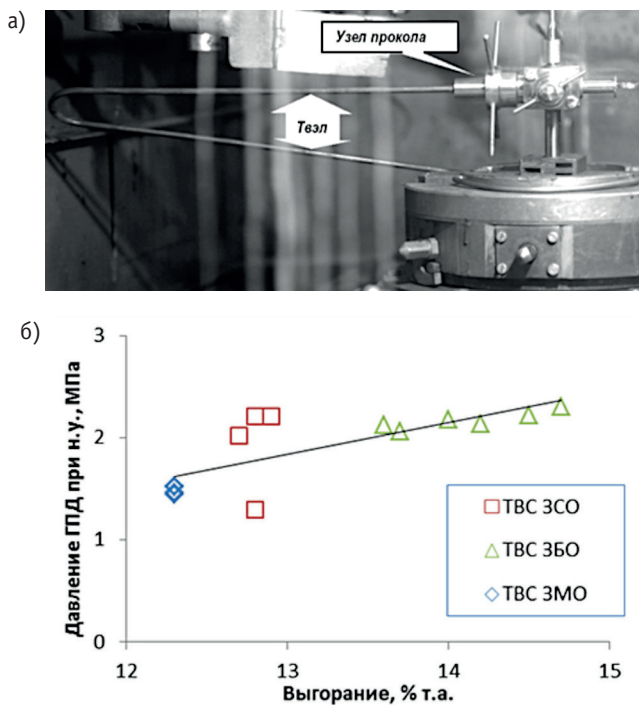 а)
Узел прокола
Твэл
б)
Давление ГПД при н.у., МПа
3
2
1
0
12
13
14
15
Выгорание, % т.а.
ТВС ЗСО
ТВС ЗБО
ТВС ЗМО